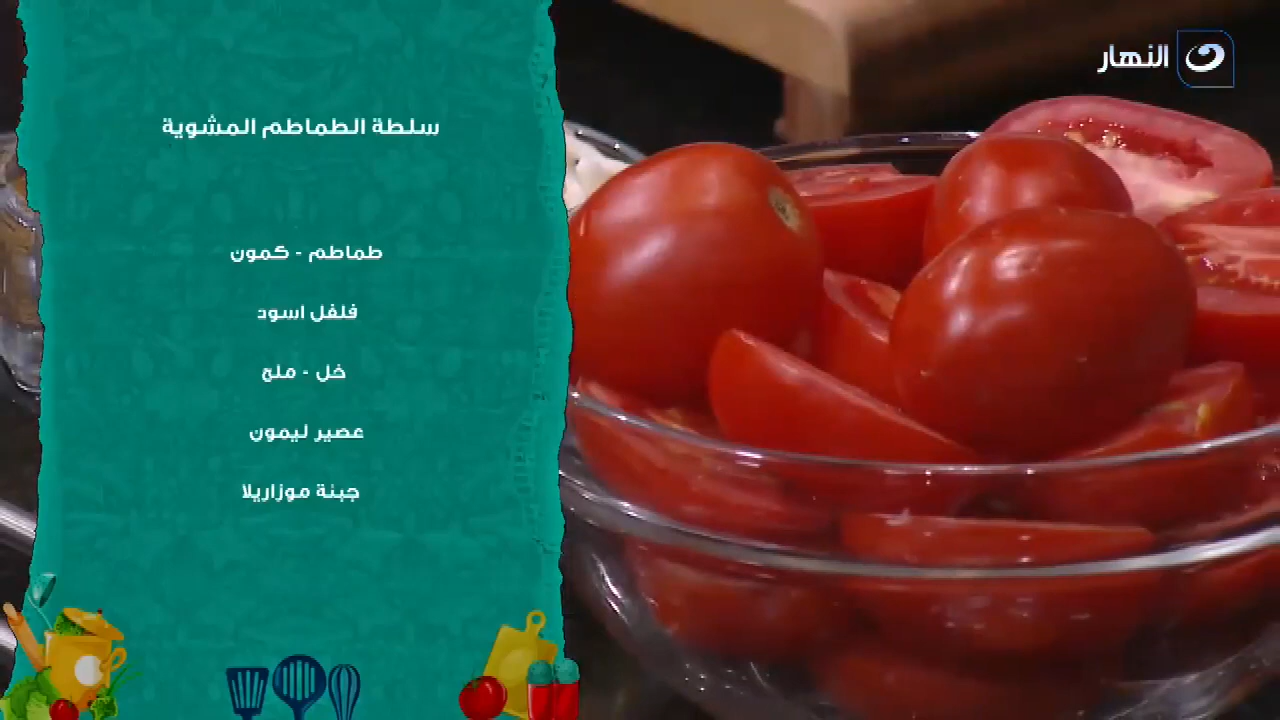 النهار
سلطة الطماطم المشوية
طماطم - كمون
فلفل اسود
خل - ملح
عصير ليمون
جبنة موزاريلا